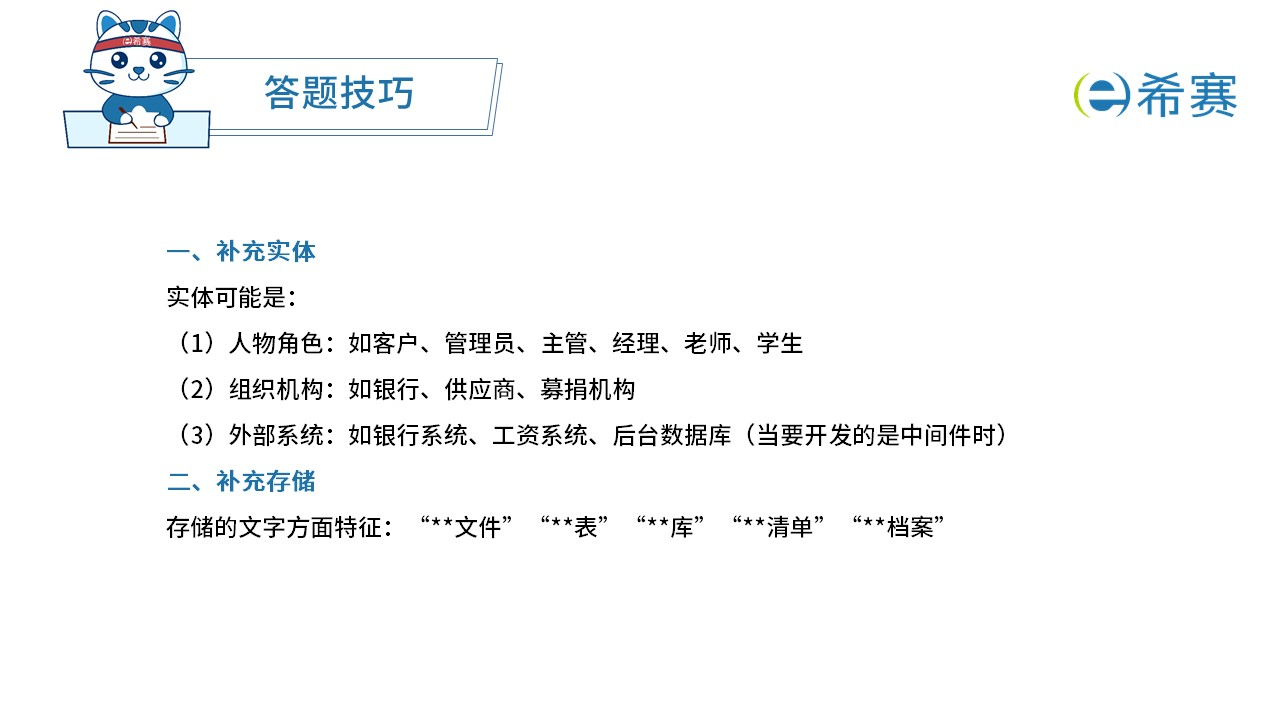 希赛
答题技巧
希赛
一、补充实体
实体可能是：
（1）人物角色：如客户、管理员、主管、经理、老师、学生
（2）组织机构：如银行、供应商、募捐机构
（3）外部系统：如银行系统、工资系统、后台数据库（当要开发的是中间件时）
二、补充存储
存储的文字方面特征：“**文件”“**表”“**库”“**清单”“**档案”